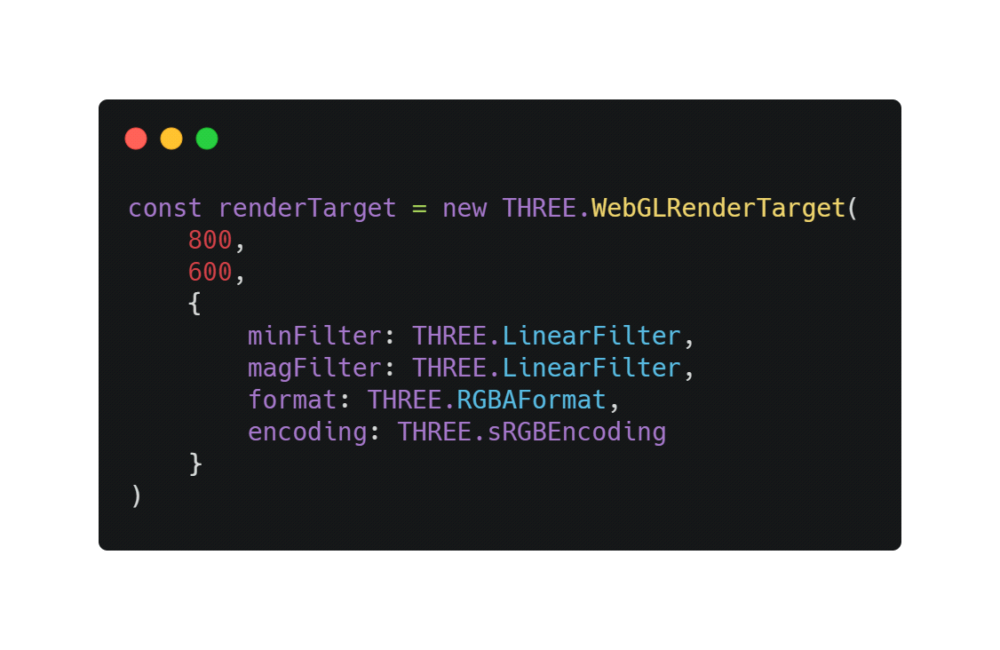 const renderTarget = new THREE.WebGLRenderTarget(
    800,
    600,
    {
        minFilter: THREE.LinearFilter,
        magFilter: THREE.LinearFilter,
        format: THREE.RGBAFormat,
        encoding: THREE.sRGBEncoding
    }
)